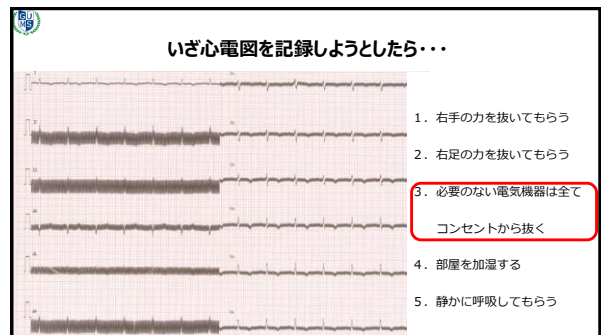 GUMS
いざ心電図を記録しようとしたら・・・
1．右手の力を抜いてもらう
2．右足の力を抜いてもらう
3．必要のない電気機器は全て
コンセントから抜く
4．部屋を加湿する
5．静かに呼吸してもらう